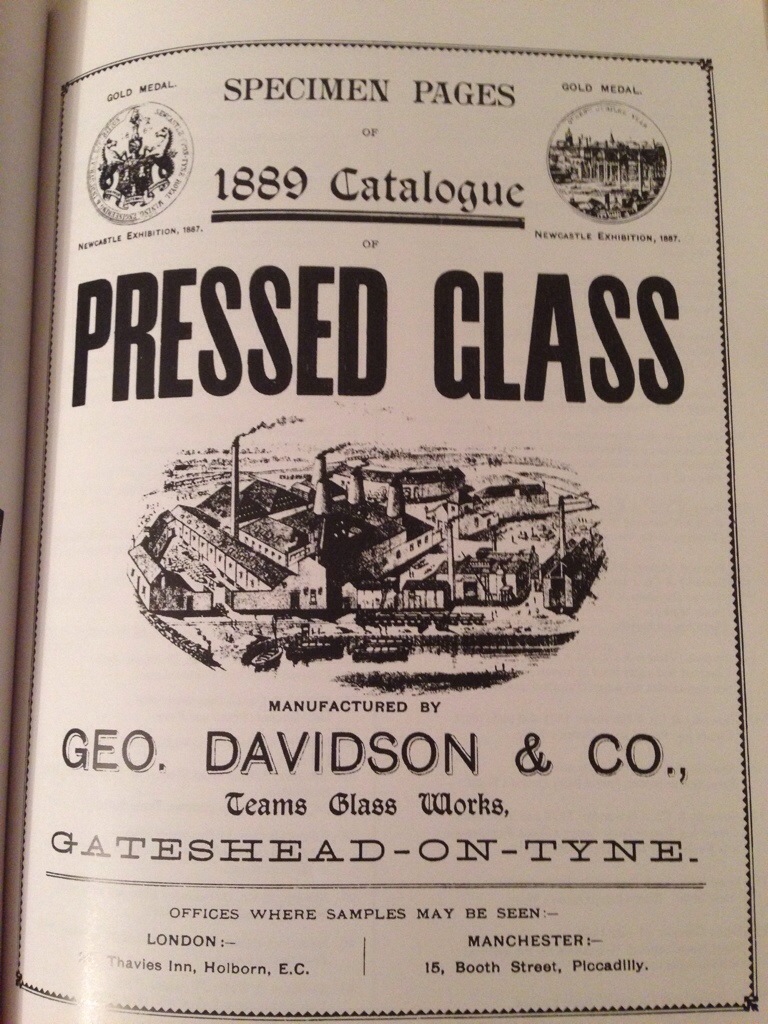 GOLD MEDAL.
SPECIMEN PAGES
GOLD MEDAL.
OF
1889 Catalogue
NEWCASTLE EXHIBITION, 1887.
NEWCASTLE EXHIBITION, 1887.
OF
PRESSED GLASS
MANUFACTURED BY
GEO. DAVIDSON & CO.,
Teams Glass Works,
GATESHEAD-ON-TYNE.
OFFICES WHERE SAMPLES MAY BE SEEN:—
LONDON:—
Thavies Inn, Holborn, E.C.
MANCHESTER:—
15, Booth Street, Piccadilly.